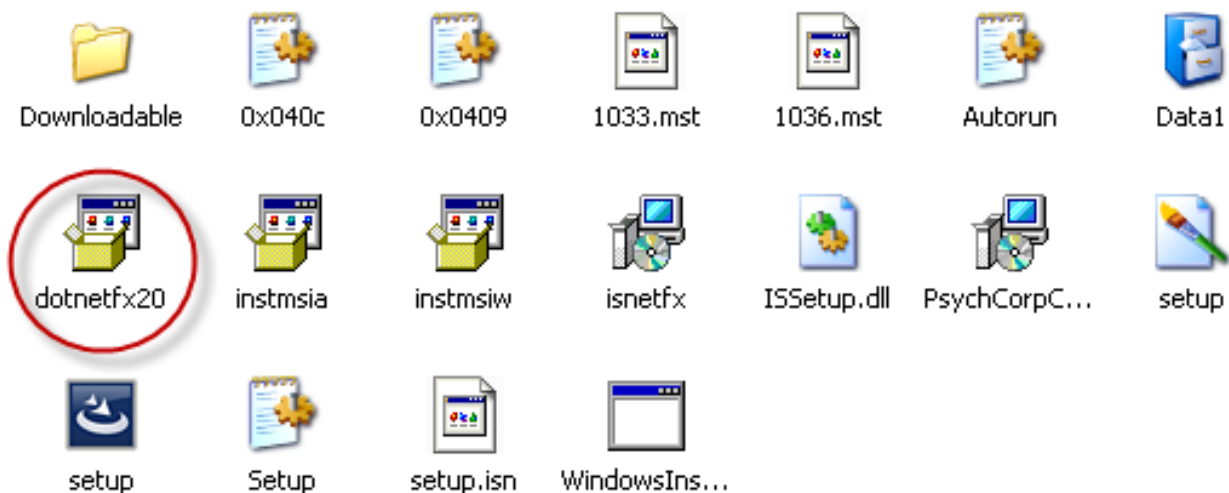 Downloadable 0x040c 0x0409 1033.mst 1036.mst Autorun Data1
dotnetfx20 instmsia instmsiw isnetfx ISSetup.dll PsychCorpC... setup
setup Setup setup.isn WindowsIns...